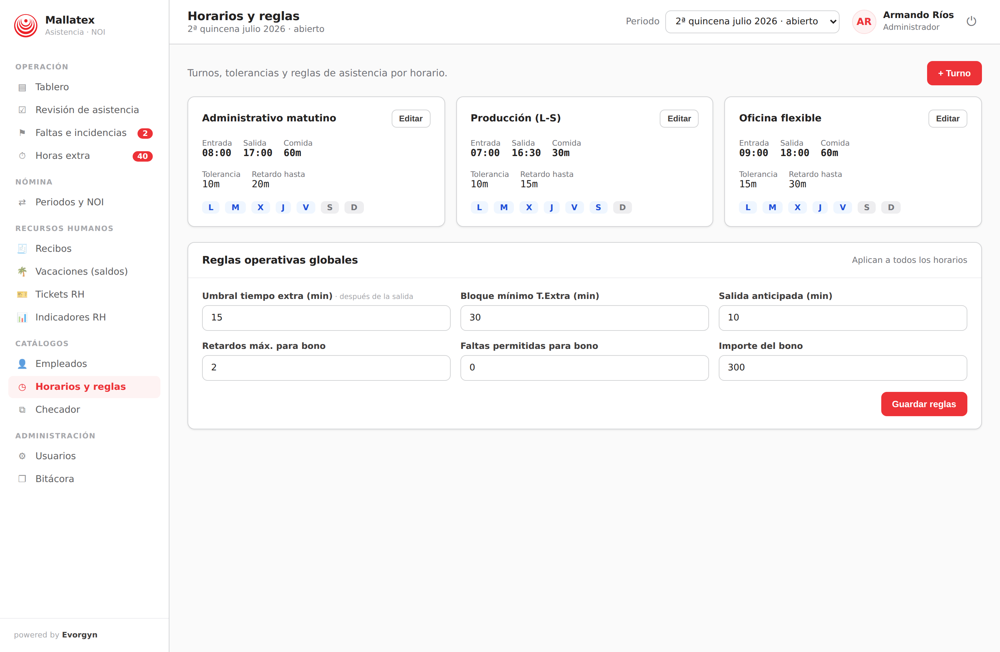 Mallatex
Asistencia · NOI
OPERACIÓN
Tablero
Revisión de asistencia
Faltas e incidencias 2
Horas extra 40
NÓMINA
Periodos y NOI
RECURSOS HUMANOS
Recibos
Vacaciones (saldos)
Tickets RH
Indicadores RH
CATÁLOGOS
Empleados
Horarios y reglas
Checador
ADMINISTRACIÓN
Usuarios
Bitácora
powered by Evorgyn
Horarios y reglas
2ª quincena julio 2026 · abierto
Periodo 2ª quincena julio 2026 · abierto
AR
Armando Ríos
Administrador
Turnos, tolerancias y reglas de asistencia por horario.
+ Turno
Administrativo matutino Editar
Entrada Salida Comida
08:00 17:00 60m
Tolerancia Retardo hasta
10m 20m
L M X J V S D
Producción (L-S) Editar
Entrada Salida Comida
07:00 16:30 30m
Tolerancia Retardo hasta
10m 15m
L M X J V S D
Oficina flexible Editar
Entrada Salida Comida
09:00 18:00 60m
Tolerancia Retardo hasta
15m 30m
L M X J V S D
Reglas operativas globales Aplican a todos los horarios
Umbral tiempo extra (min) · después de la salida
15
Bloque mínimo T.Extra (min)
30
Salida anticipada (min)
10
Retardos máx. para bono
2
Faltas permitidas para bono
0
Importe del bono
300
Guardar reglas